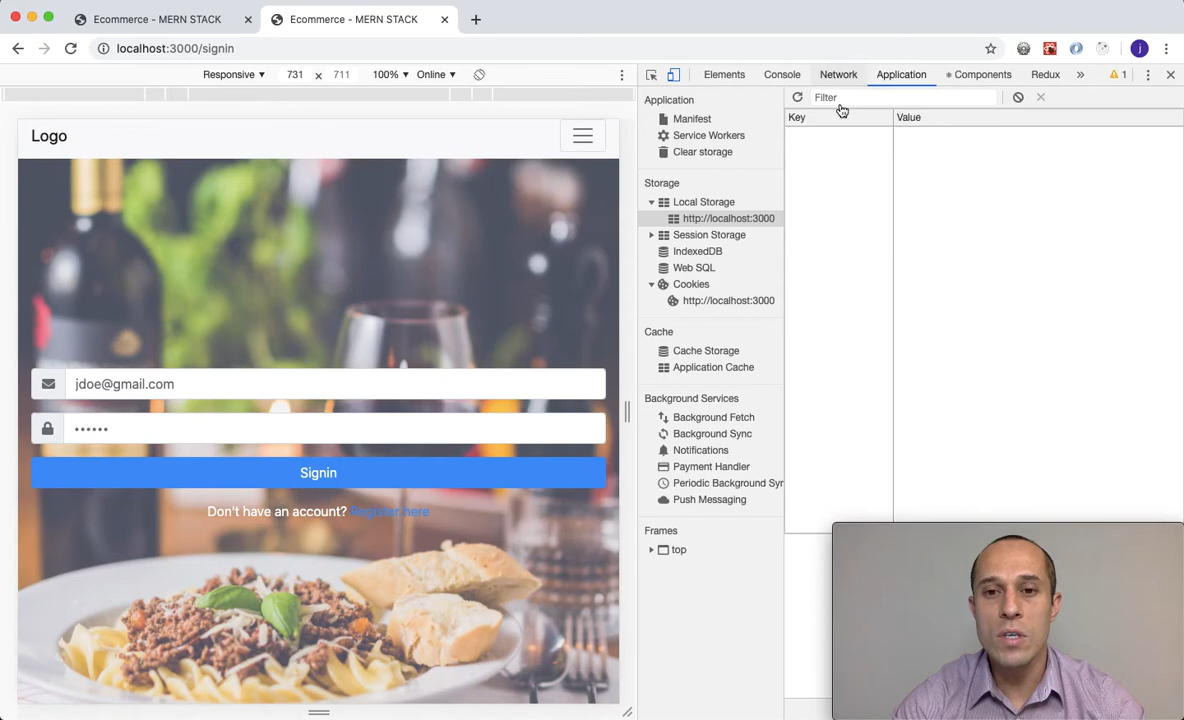 Ecommerce - MERN STACK
Ecommerce - MERN STACK
localhost:3000/signin
j
Responsive
731
711
100%
Online
Elements
Console
Network
Application
Components
Redux
1
Logo
jdoe@gmail.com
••••••
Signin
Don't have an account? Register here
Application
Manifest
Service Workers
Clear storage
Storage
Local Storage
http://localhost:3000
Session Storage
IndexedDB
Web SQL
Cookies
http://localhost:3000
Cache
Cache Storage
Application Cache
Background Services
Background Fetch
Background Sync
Notifications
Payment Handler
Periodic Background Syn
Push Messaging
Frames
top
Filter
Key
Value